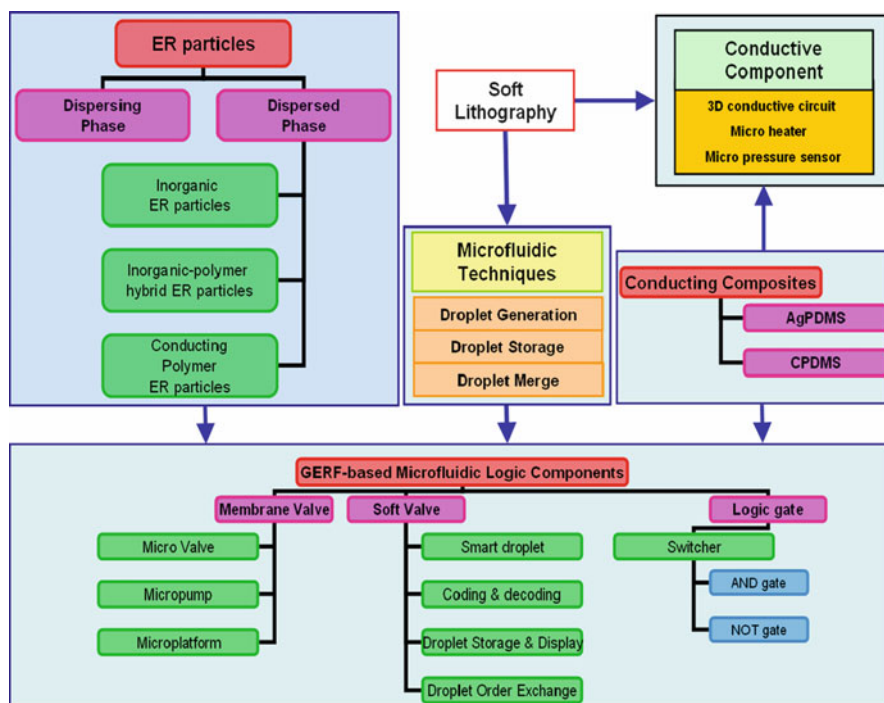 ER particles
Dispersing
Phase
Dispersed
Phase
Inorganic
ER particles
Inorganic-polymer
hybrid ER particles
Conducting
Polymer
ER particles
Soft
Lithography
Microfluidic
Techniques
Droplet Generation
Droplet Storage
Droplet Merge
Conductive
Component
3D conductive circuit
Micro heater
Micro pressure sensor
Conducting Composites
AgPDMS
CPDMS
GERF-based Microfluidic Logic Components
Membrane Valve
Micro Valve
Micropump
Microplatform
Soft Valve
Smart droplet
Coding & decoding
Droplet Storage & Display
Droplet Order Exchange
Logic gate
Switcher
AND gate
NOT gate